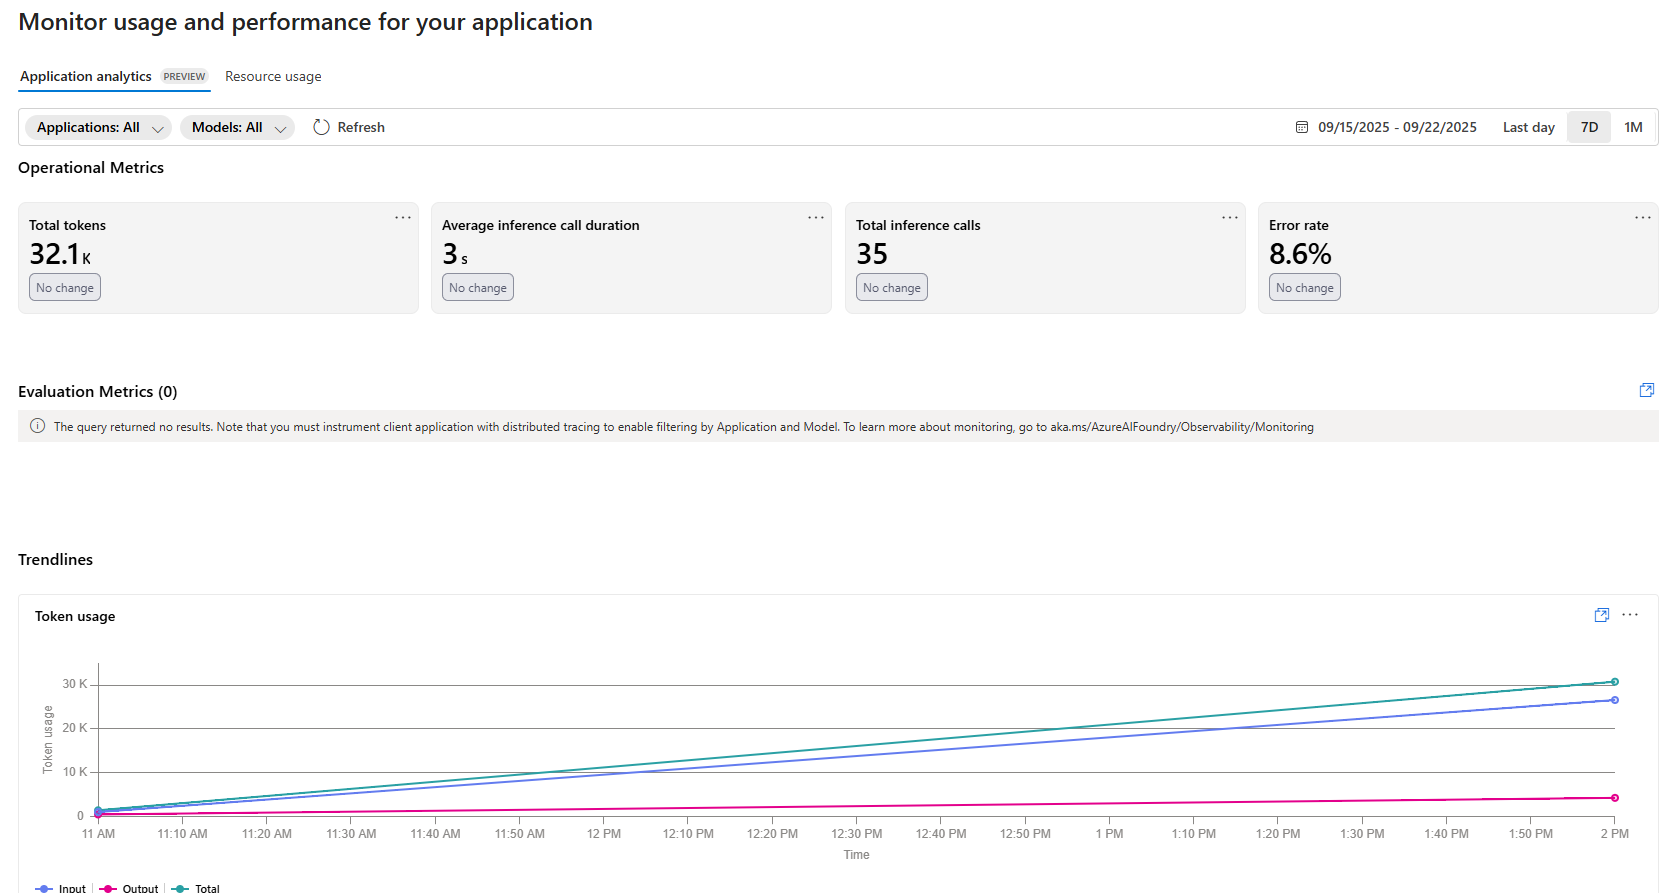 Monitor usage and performance for your application
Application analytics PREVIEW Resource usage
Applications: All Models: All Refresh 09/15/2025 - 09/22/2025 Last day 7D 1M
Operational Metrics
Total tokens
32.1 K
No change
Average inference call duration
3 s
No change
Total inference calls
35
No change
Error rate
8.6%
No change
Evaluation Metrics (0)
The query returned no results. Note that you must instrument client application with distributed tracing to enable filtering by Application and Model. To learn more about monitoring, go to aka.ms/AzureAIFoundry/Observability/Monitoring
Trendlines
Token usage
Token usage
30 K
20 K
10 K
0
11 AM 11:10 AM 11:20 AM 11:30 AM 11:40 AM 11:50 AM 12 PM 12:10 PM 12:20 PM 12:30 PM 12:40 PM 12:50 PM 1 PM 1:10 PM 1:20 PM 1:30 PM 1:40 PM 1:50 PM 2 PM
Time
Input Output Total